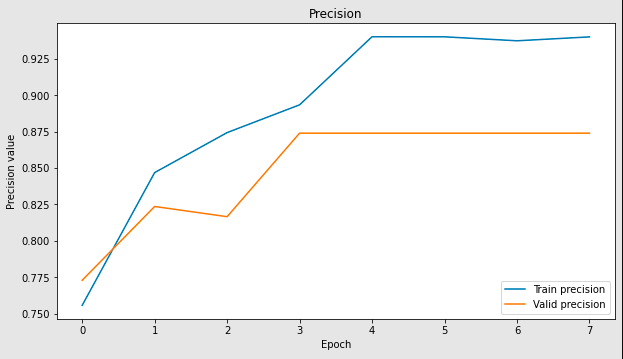 Precision
0.925
0.900
0.875
0.850
0.825
0.800
0.775
0.750
Precision value
0 1 2 3 4 5 6 7
Epoch
Train precision
Valid precision